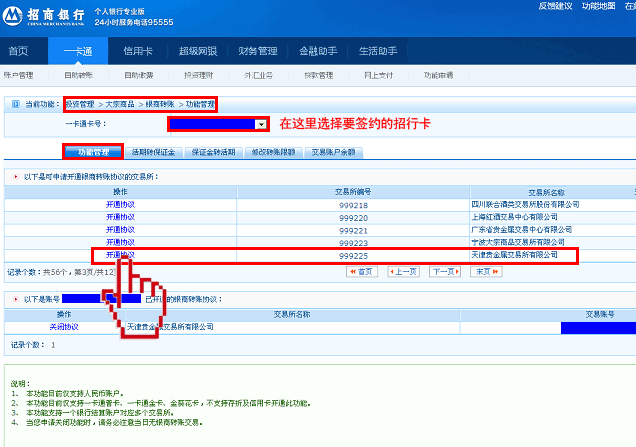 招商银行 个人银行专业版
CHINA MERCHANTS BANK 24小时服务电话95555
反馈建议 功能地图
首页 一卡通 信用卡 超级网银 财务管理 金融助手 生活助手
账户管理 自助转账 自助缴费 投资理财 外汇业务 贷款管理 网上支付 功能申请
当前功能： 投资管理 > 大宗商品 > 银商转账 > 功能管理
一卡通卡号： 在这里选择要签约的招行卡
功能管理 活期转保证金 保证金转活期 修改转账限额 交易账户余额
以下是可申请开通银商转账协议的交易所：
操作 交易所编号 交易所名称
开通协议 999218 四川联合酒类交易所股份有限公司
开通协议 999220 上海红酒交易中心有限公司
开通协议 999221 广东省贵金属交易中心有限公司
开通协议 999223 宁波大宗商品交易所有限公司
开通协议 999225 天津贵金属交易所有限公司
记录个数：共56个，第3页/共12 首页 上一页 下一页 末页
以下是账号 已开通的银商转账协议：
操作 交易所名称 交易账号
关闭协议 天津贵金属交易所有限公司
记录个数： 1
说明：
1、 本功能目前仅支持人民币账户。
2、 本功能目前仅支持一卡通普卡、一卡通金卡、金葵花卡，不支持存折及信用卡开通此功能。
3、 本功能支持一个银行结算账户对应多个交易所。
4、 当您申请关闭功能时，请务必注意当日无银商转账交易。